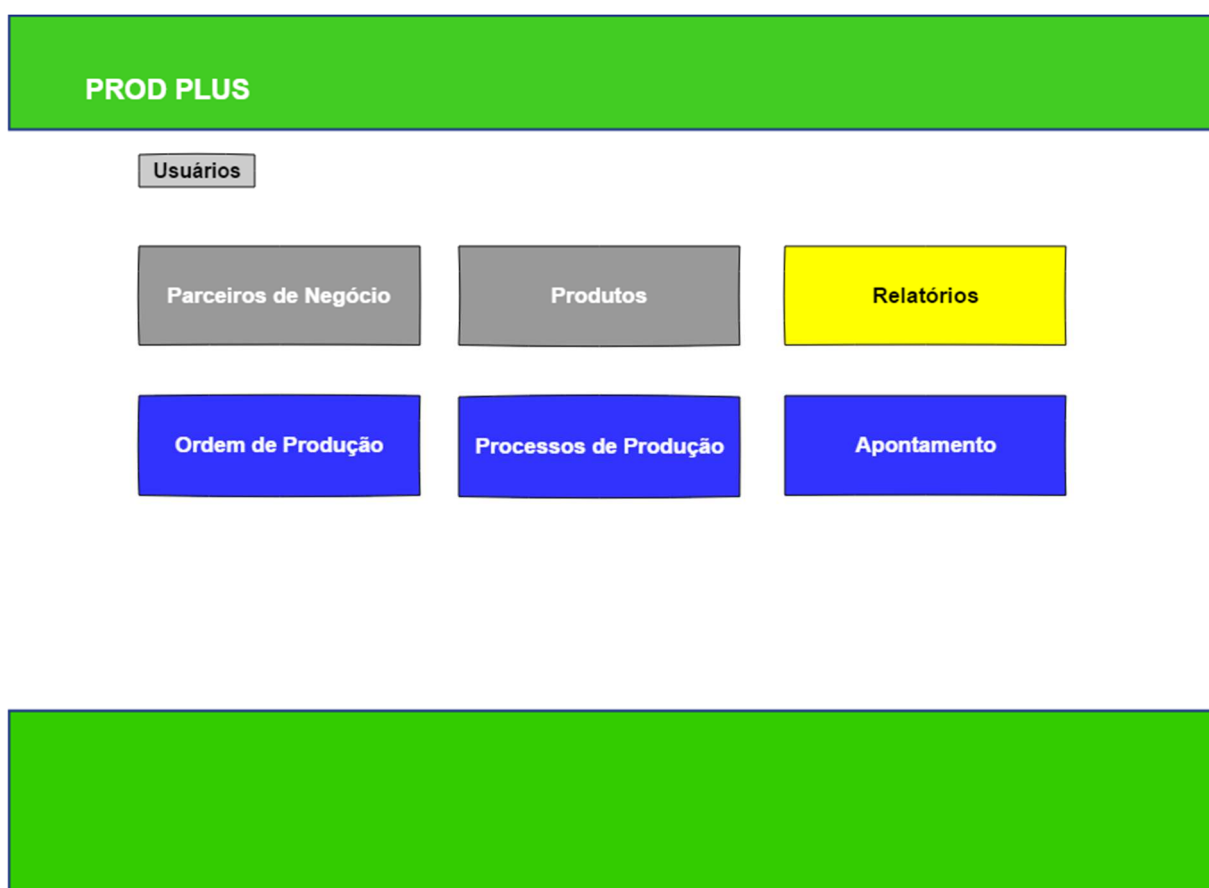 PROD PLUS
Usuários
Parceiros de Negócio
Produtos
Relatórios
Ordem de Produção
Processos de Produção
Apontamento